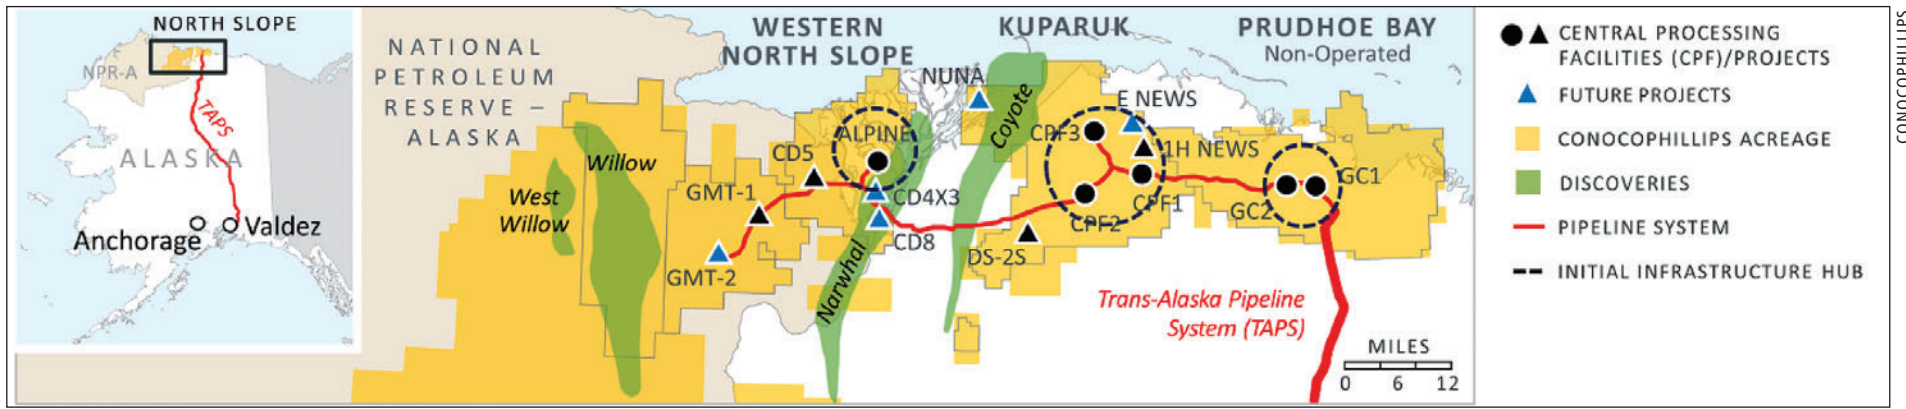 NORTH SLOPE
NPR-A
TAPS
ALASKA
Anchorage
Valdez
NATIONAL
PETROLEUM
RESERVE –
ALASKA
WESTERN
NORTH SLOPE
KUPARUK
PRUDHOE BAY
Non-Operated
NUNA
Coyote
E NEWS
ALPINE
CPF3
CD5
1H NEWS
Willow
GMT-1
CD4X3
GC1
West
Willow
CPF1
GC2
CPF2
CD8
DS-2S
GMT-2
Narwhal
Trans-Alaska Pipeline
System (TAPS)
MILES
0 6 12
CENTRAL PROCESSING
FACILITIES (CPF)/PROJECTS
FUTURE PROJECTS
CONOCOPHILLIPS ACREAGE
DISCOVERIES
PIPELINE SYSTEM
INITIAL INFRASTRUCTURE HUB
CONOCOPHILLIPS